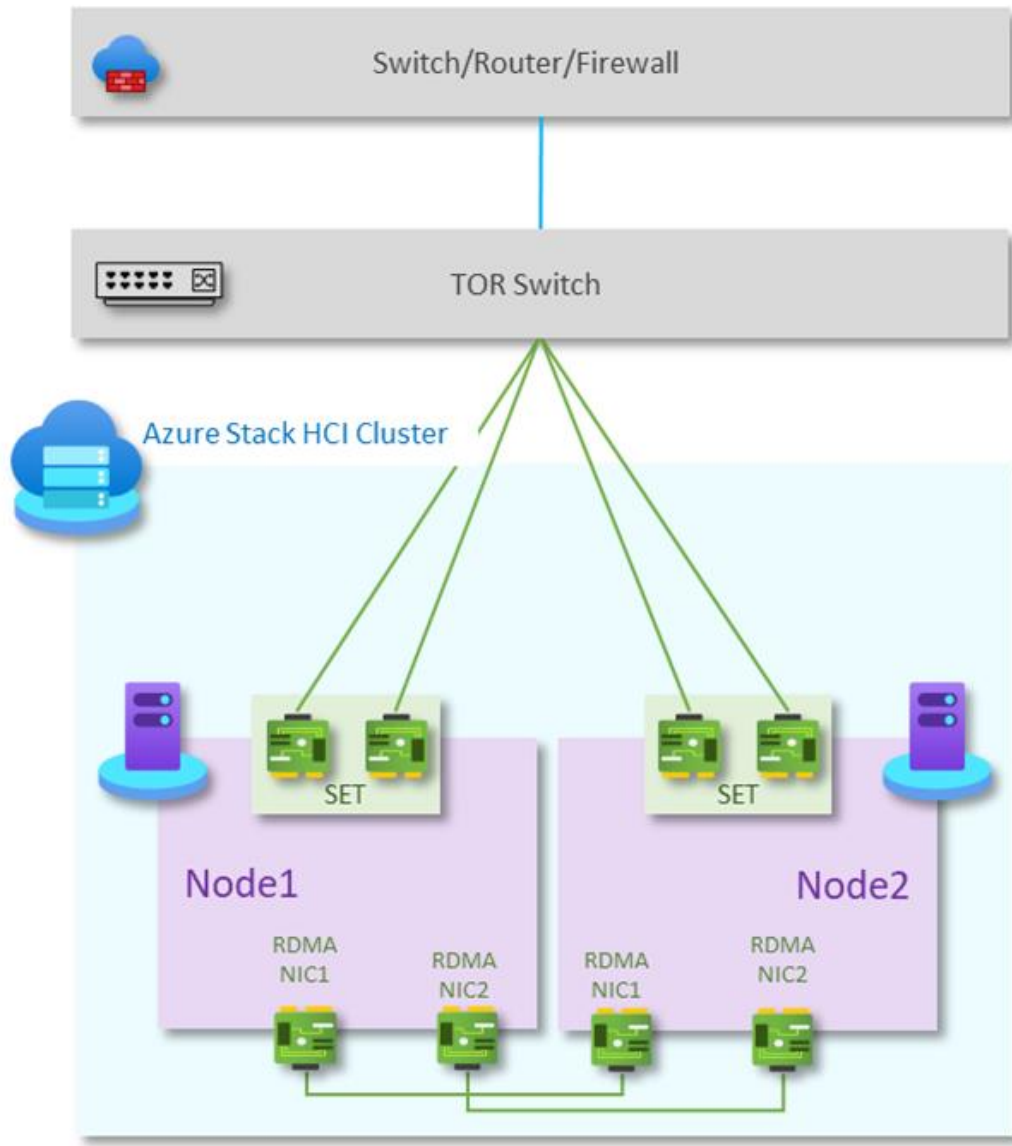 Switch/Router/Firewall
TOR Switch
Azure Stack HCI Cluster
SET
SET
Node1
Node2
RDMA
NIC1
RDMA
NIC2
RDMA
NIC1
RDMA
NIC2